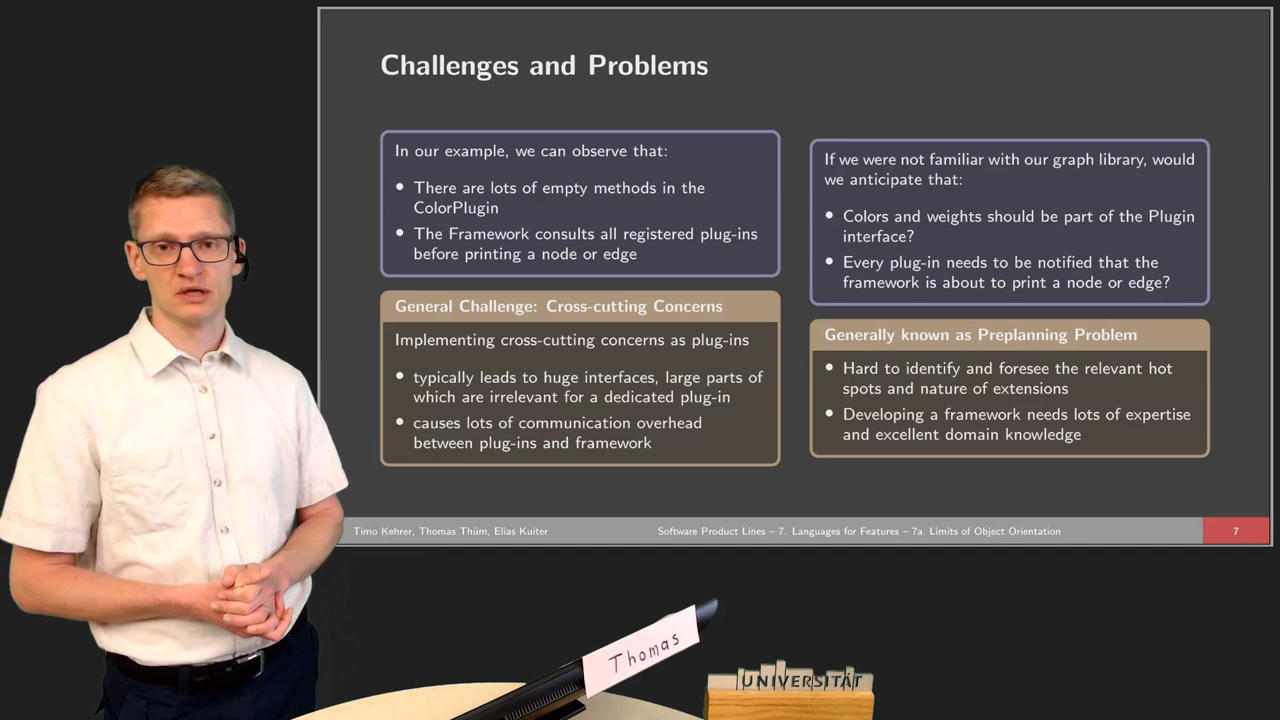 Challenges and Problems
In our example, we can observe that:
• There are lots of empty methods in the
ColorPlugin
• The Framework consults all registered plug-ins
before printing a node or edge
General Challenge: Cross-cutting Concerns
Implementing cross-cutting concerns as plug-ins
• typically leads to huge interfaces, large parts of
which are irrelevant for a dedicated plug-in
• causes lots of communication overhead
between plug-ins and framework
If we were not familiar with our graph library, would
we anticipate that:
• Colors and weights should be part of the Plugin
interface?
• Every plug-in needs to be notified that the
framework is about to print a node or edge?
Generally known as Preplanning Problem
• Hard to identify and foresee the relevant hot
spots and nature of extensions
• Developing a framework needs lots of expertise
and excellent domain knowledge
Timo Kehrer, Thomas Thüm, Elias Kuiter
Software Product Lines – 7. Languages for Features – 7a. Limits of Object Orientation
7
Thomas
UNIVERSITÄT